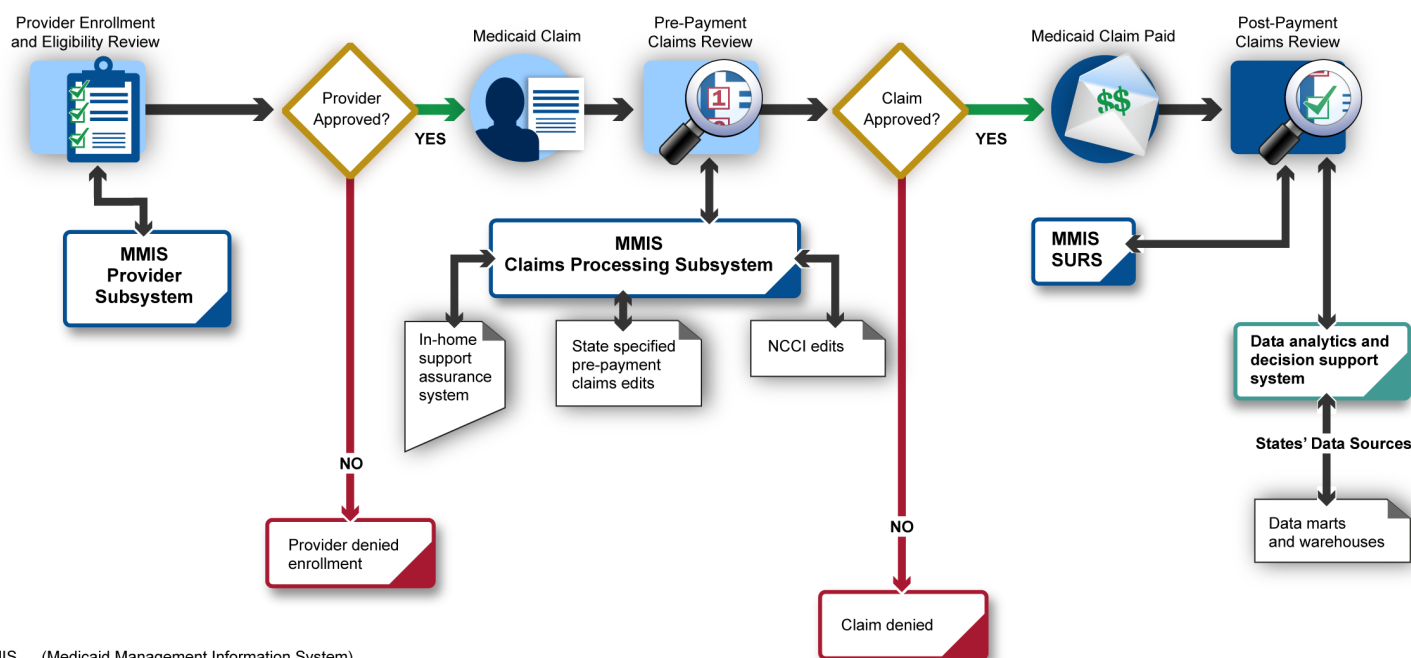 Provider Enrollment
and Eligibility Review
Provider
Approved?
YES
NO
Provider denied
enrollment
Medicaid Claim
Pre-Payment
Claims Review
1
Claim
Approved?
YES
NO
Claim denied
Medicaid Claim Paid
$$
Post-Payment
Claims Review
MMIS
Provider
Subsystem
MMIS
Claims Processing Subsystem
In-home
support
assurance
system
State specified
pre-payment
claims edits
NCCI edits
MMIS
SURS
Data analytics and
decision support
system
States’ Data Sources
Data marts
and warehouses
(Medicaid Management Information System)